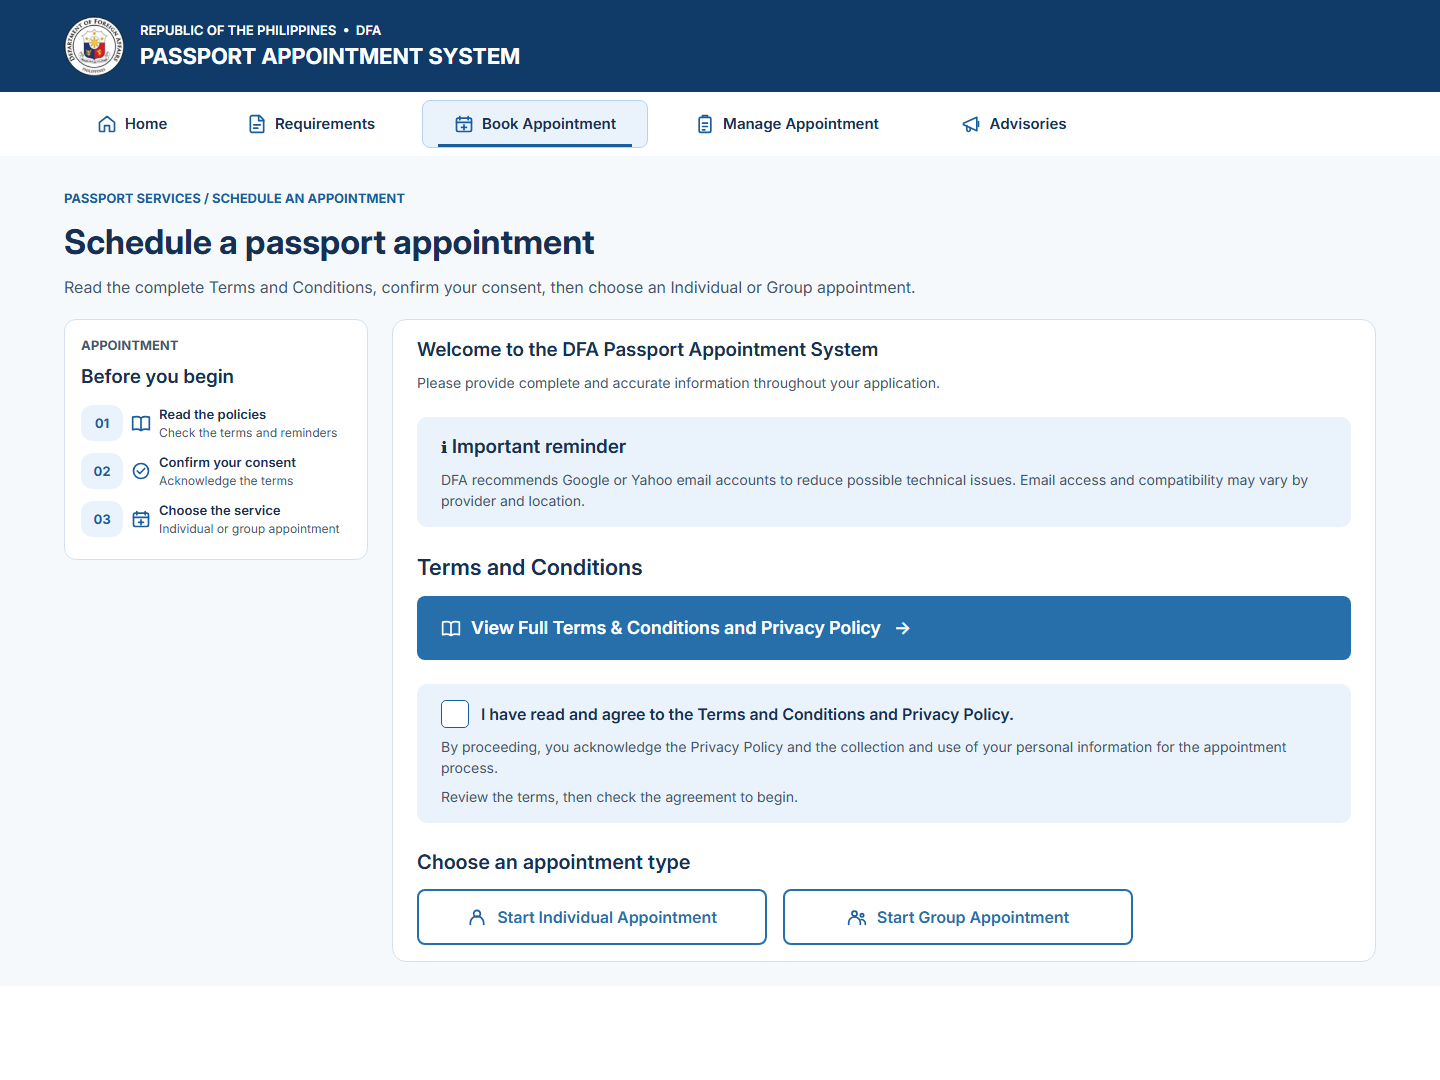 REPUBLIC OF THE PHILIPPINES • DFA
PASSPORT APPOINTMENT SYSTEM
Home
Requirements
Book Appointment
Manage Appointment
Advisories
PASSPORT SERVICES / SCHEDULE AN APPOINTMENT
Schedule a passport appointment
Read the complete Terms and Conditions, confirm your consent, then choose an Individual or Group appointment.
APPOINTMENT
Before you begin
01
Read the policies
Check the terms and reminders
02
Confirm your consent
Acknowledge the terms
03
Choose the service
Individual or group appointment
Welcome to the DFA Passport Appointment System
Please provide complete and accurate information throughout your application.
ℹ Important reminder
DFA recommends Google or Yahoo email accounts to reduce possible technical issues. Email access and compatibility may vary by
provider and location.
Terms and Conditions
View Full Terms & Conditions and Privacy Policy →
I have read and agree to the Terms and Conditions and Privacy Policy.
By proceeding, you acknowledge the Privacy Policy and the collection and use of your personal information for the appointment
process.
Review the terms, then check the agreement to begin.
Choose an appointment type
Start Individual Appointment
Start Group Appointment